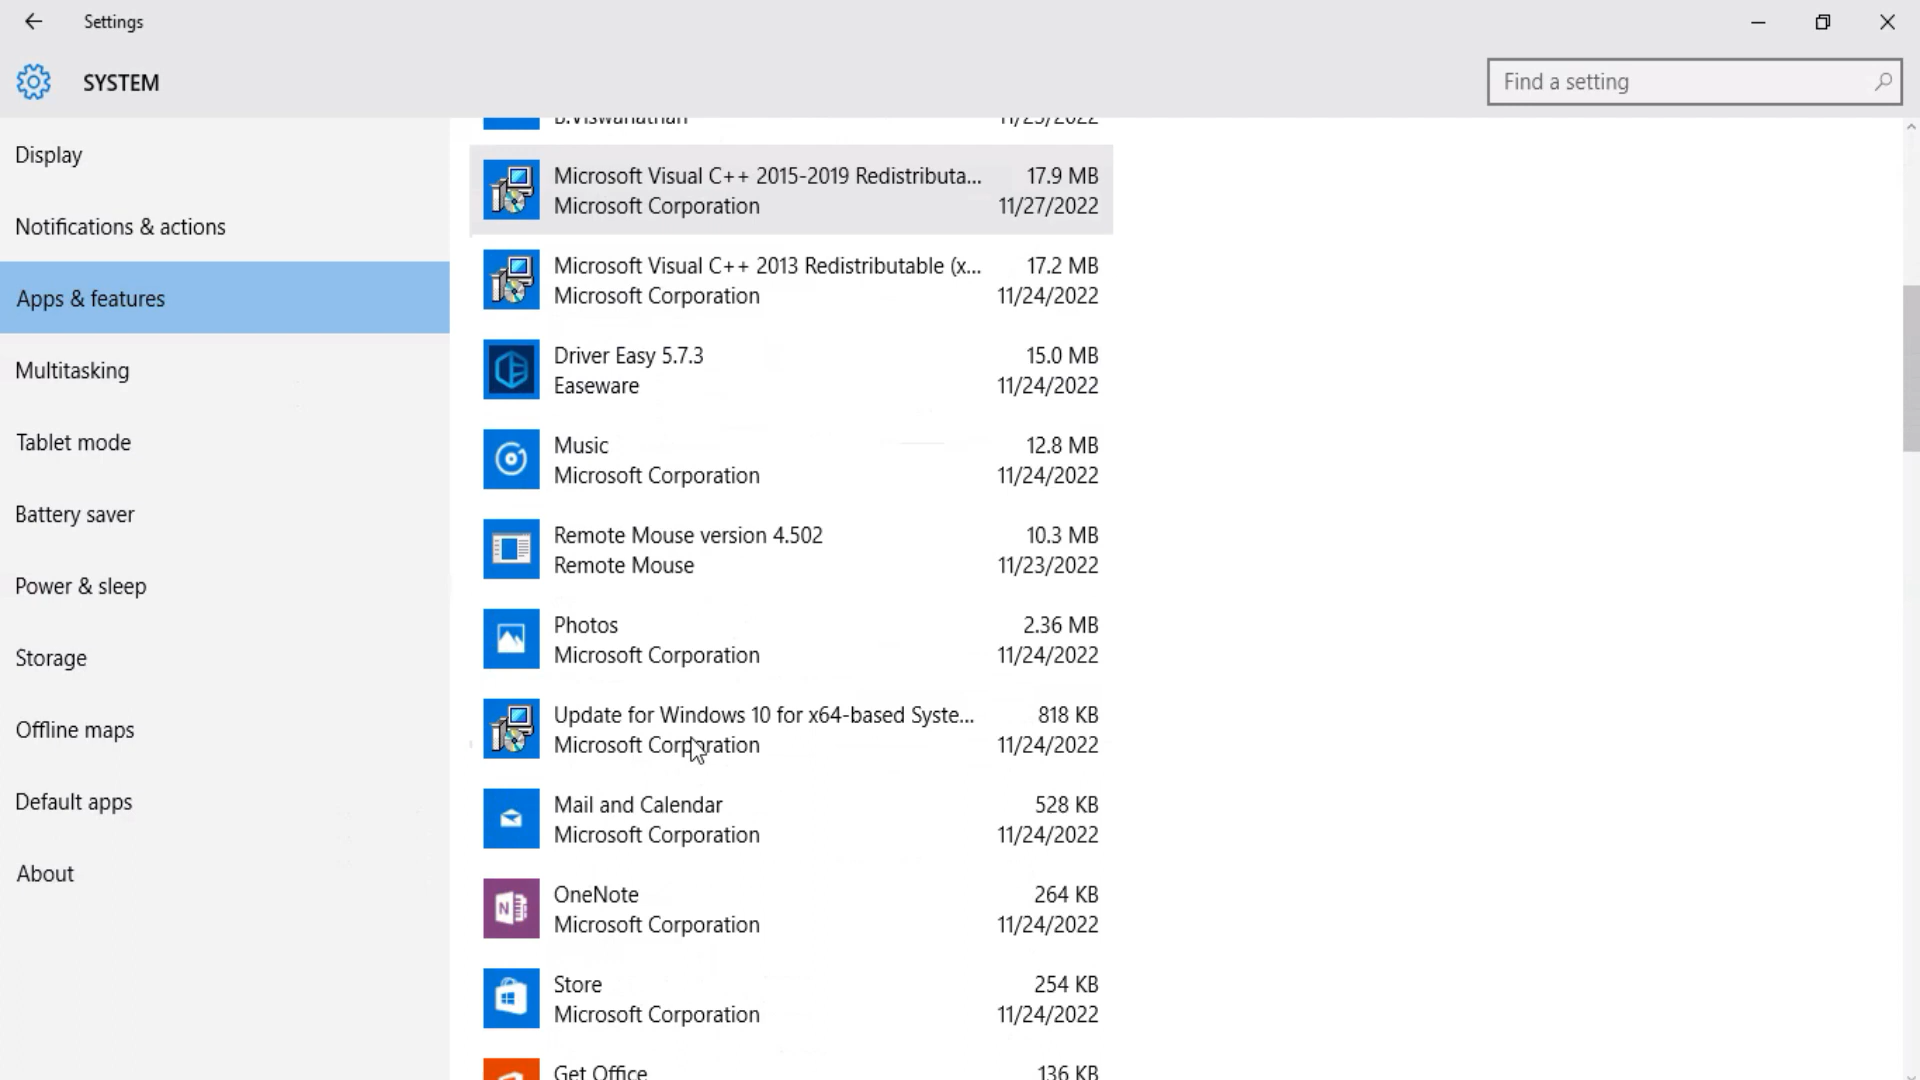 Settings
SYSTEM
Find a setting
Display
Notifications & actions
Apps & features
Multitasking
Tablet mode
Battery saver
Power & sleep
Storage
Offline maps
Default apps
About
B.Viswanathan 11/25/2022
Microsoft Visual C++ 2015-2019 Redistributa... 17.9 MB
Microsoft Corporation 11/27/2022
Microsoft Visual C++ 2013 Redistributable (x... 17.2 MB
Microsoft Corporation 11/24/2022
Driver Easy 5.7.3 15.0 MB
Easeware 11/24/2022
Music 12.8 MB
Microsoft Corporation 11/24/2022
Remote Mouse version 4.502 10.3 MB
Remote Mouse 11/23/2022
Photos 2.36 MB
Microsoft Corporation 11/24/2022
Update for Windows 10 for x64-based Syste... 818 KB
Microsoft Corporation 11/24/2022
Mail and Calendar 528 KB
Microsoft Corporation 11/24/2022
OneNote 264 KB
Microsoft Corporation 11/24/2022
Store 254 KB
Microsoft Corporation 11/24/2022
Get Office 136 KB